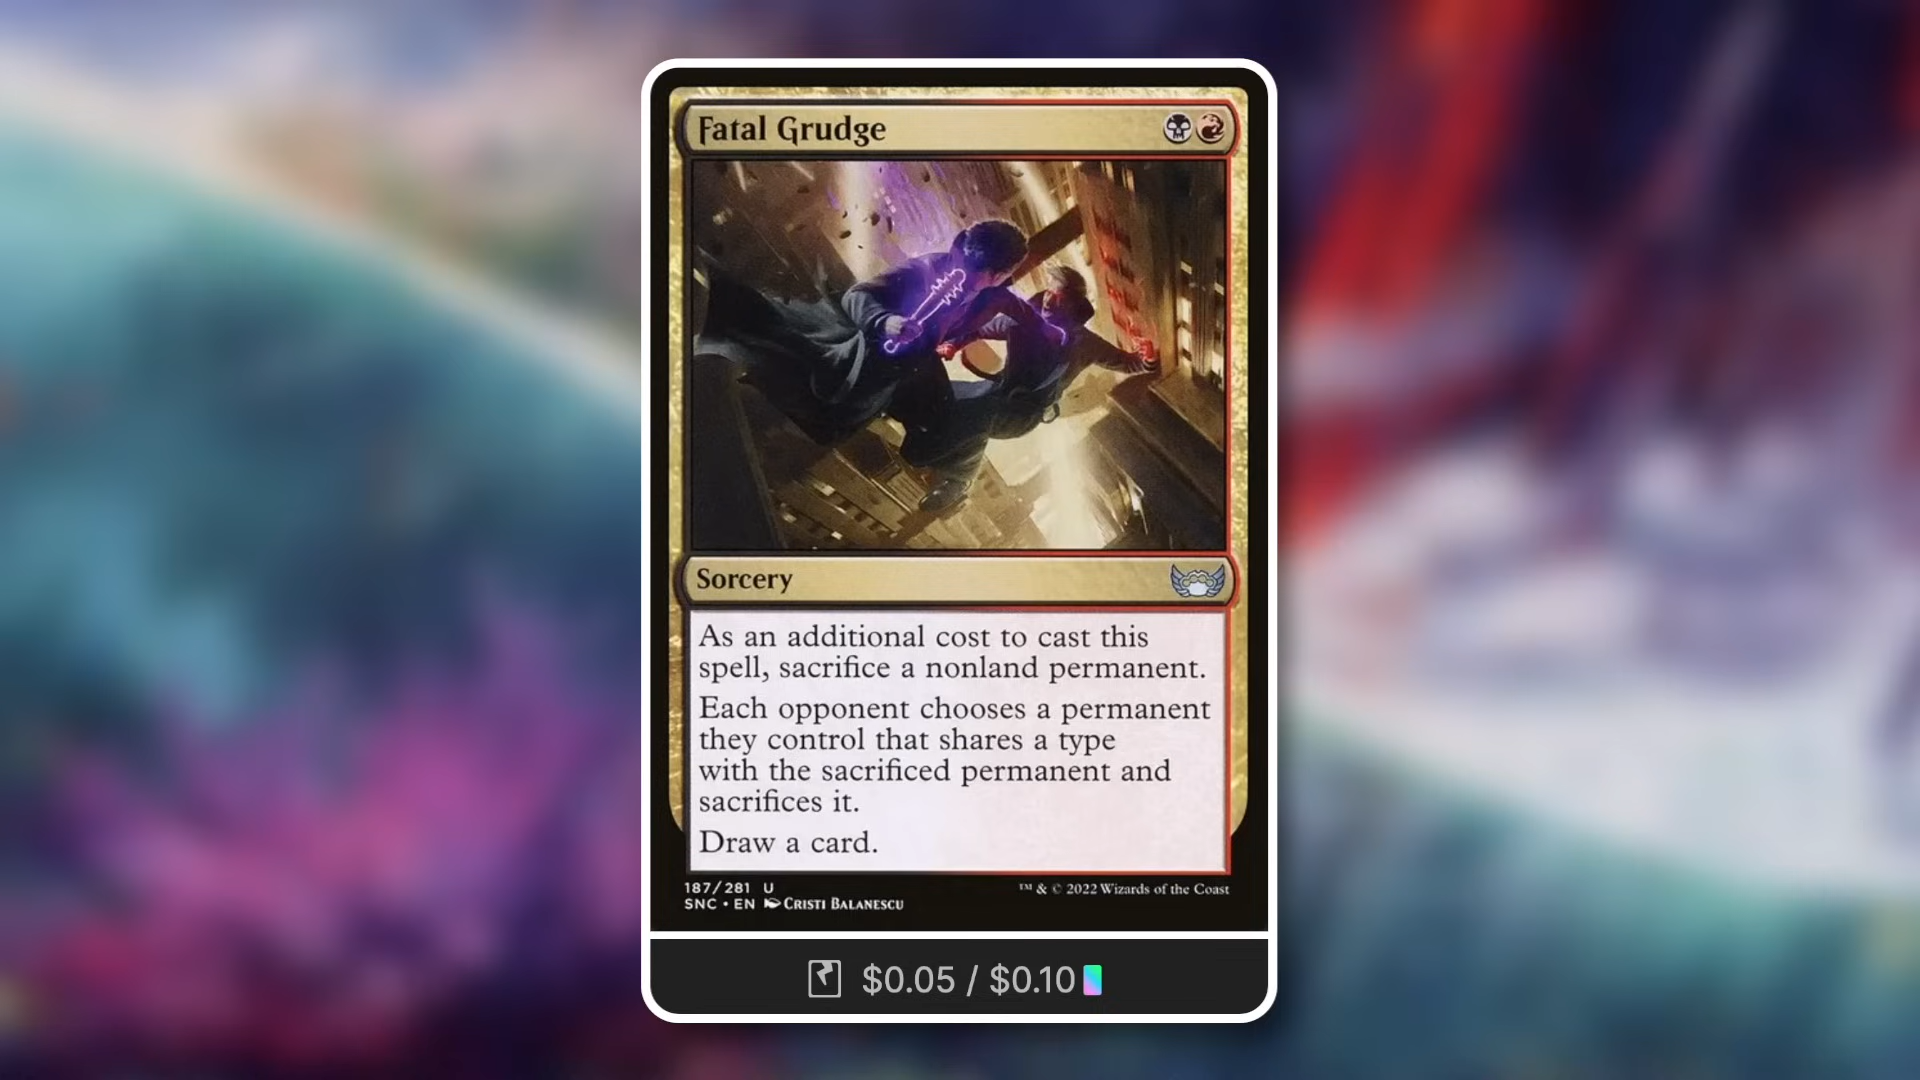 Fatal Grudge
Sorcery
As an additional cost to cast this
spell, sacrifice a nonland permanent.
Each opponent chooses a permanent
they control that shares a type
with the sacrificed permanent and
sacrifices it.
Draw a card.
187/281 U
SNC • EN CRISTI BALANESCU
™ & © 2022 Wizards of the Coast
$0.05 / $0.10